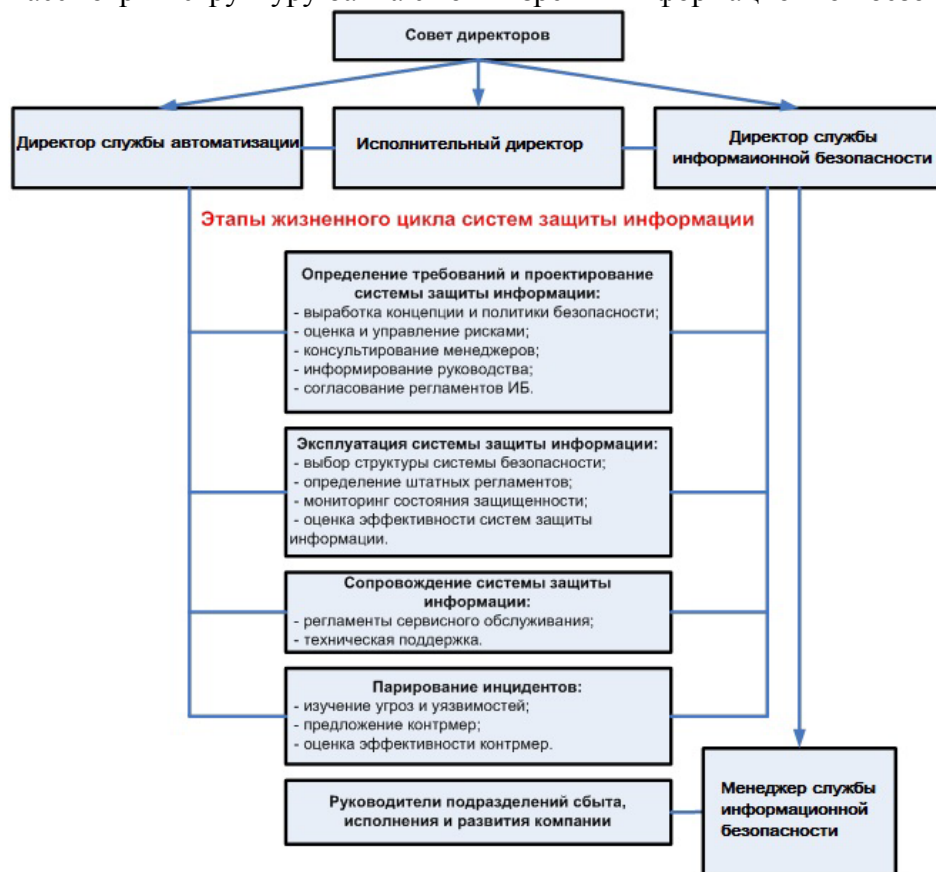 Совет директоров
Директор службы автоматизации
Исполнительный директор
Директор службы
информаионной безопасности
Этапы жизненного цикла систем защиты информации
Определение требований и проектирование
системы защиты информации:
- выработка концепции и политики безопасности;
- оценка и управление рисками;
- консультирование менеджеров;
- информирование руководства;
- согласование регламентов ИБ.
Эксплуатация системы защиты информации:
- выбор структуры системы безопасности;
- определение штатных регламентов;
- мониторинг состояния защищенности;
- оценка эффективности систем защиты
информации.
Сопровождение системы защиты
информации:
- регламенты сервисного обслуживания;
- техническая поддержка.
Парирование инцидентов:
- изучение угроз и уязвимостей;
- предложение контрмер;
- оценка эффективности контрмер.
Руководители подразделений сбыта,
исполнения и развития компании
Менеджер службы
информационной
безопасности